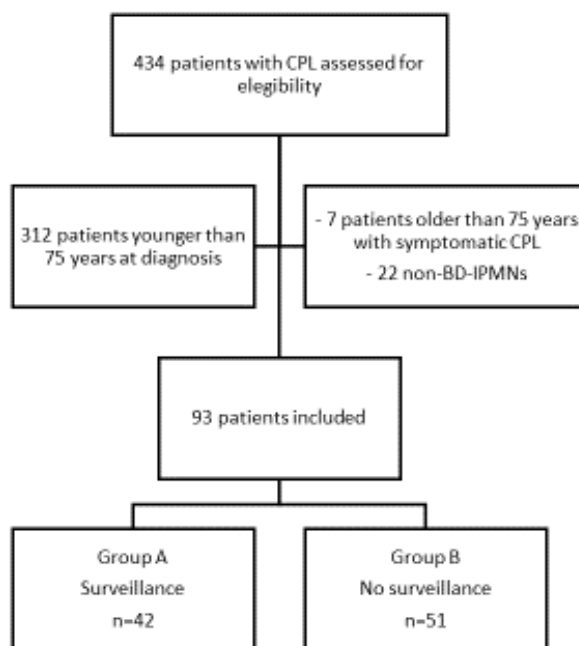 434 patients with CPL assessed for
elegibility
312 patients younger than
75 years at diagnosis
- 7 patients older than 75 years
with symptomatic CPL
- 22 non-BD-IPMNs
93 patients included
Group A
Surveillance
n=42
Group B
No surveillance
n=51